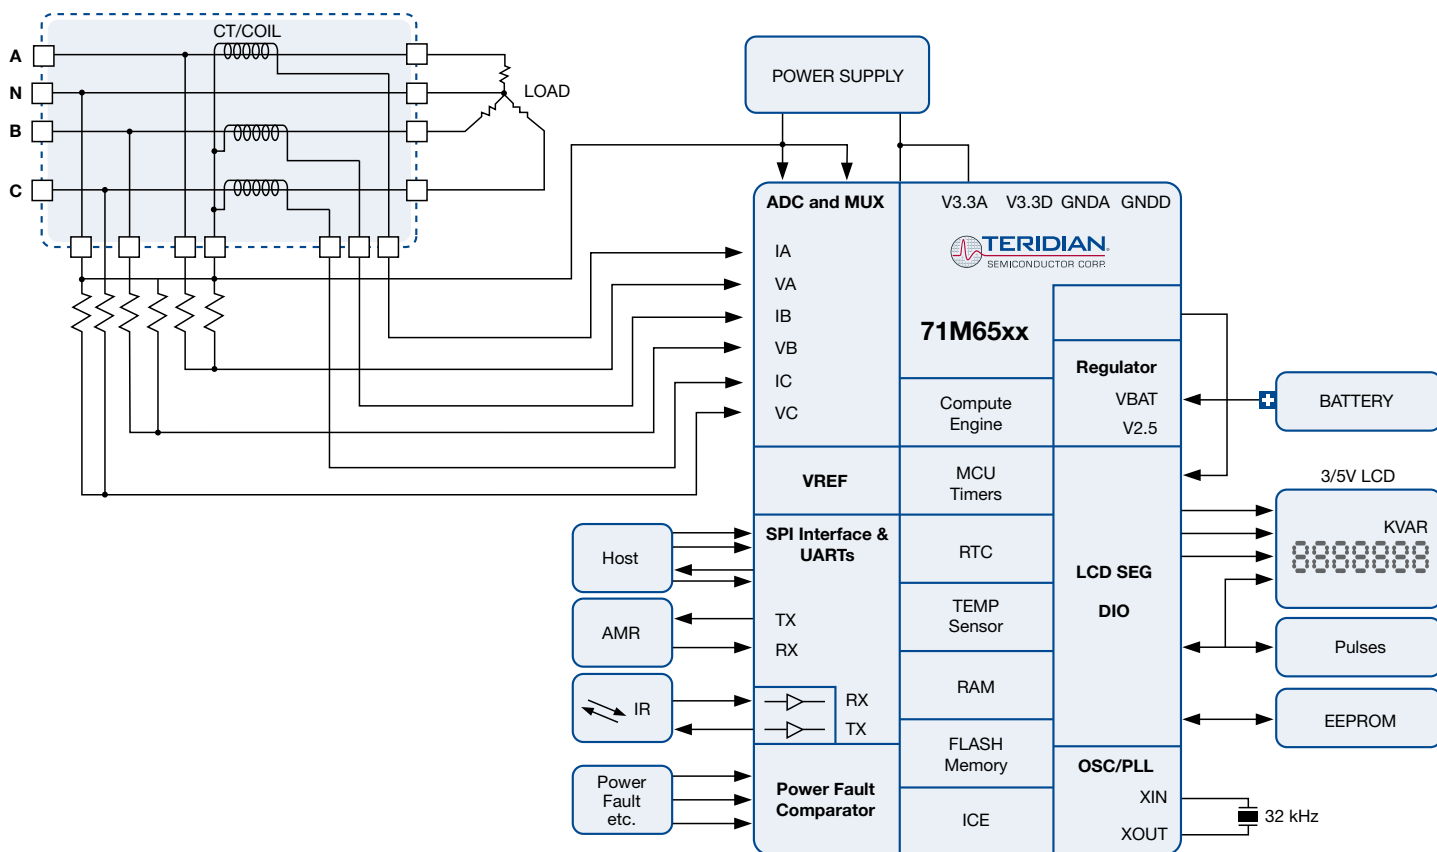 CT/COIL
A
N
B
C
LOAD
POWER SUPPLY
ADC and MUX
IA
VA
IB
VB
IC
VC
V3.3A V3.3D GNDA GNDD
TERIDIAN
SEMICONDUCTOR CORP.
71M65xx
Regulator
VBAT
V2.5
BATTERY
Compute
Engine
VREF
MCU
Timers
3/5V LCD
KVAR
8888888
Host
SPI Interface &
UARTs
RTC
LCD SEG
DIO
AMR
TX
RX
TEMP
Sensor
Pulses
IR
RX
TX
RAM
EEPROM
FLASH
Memory
Power
Fault
etc.
Power Fault
Comparator
ICE
OSC/PLL
XIN
XOUT
32 kHz